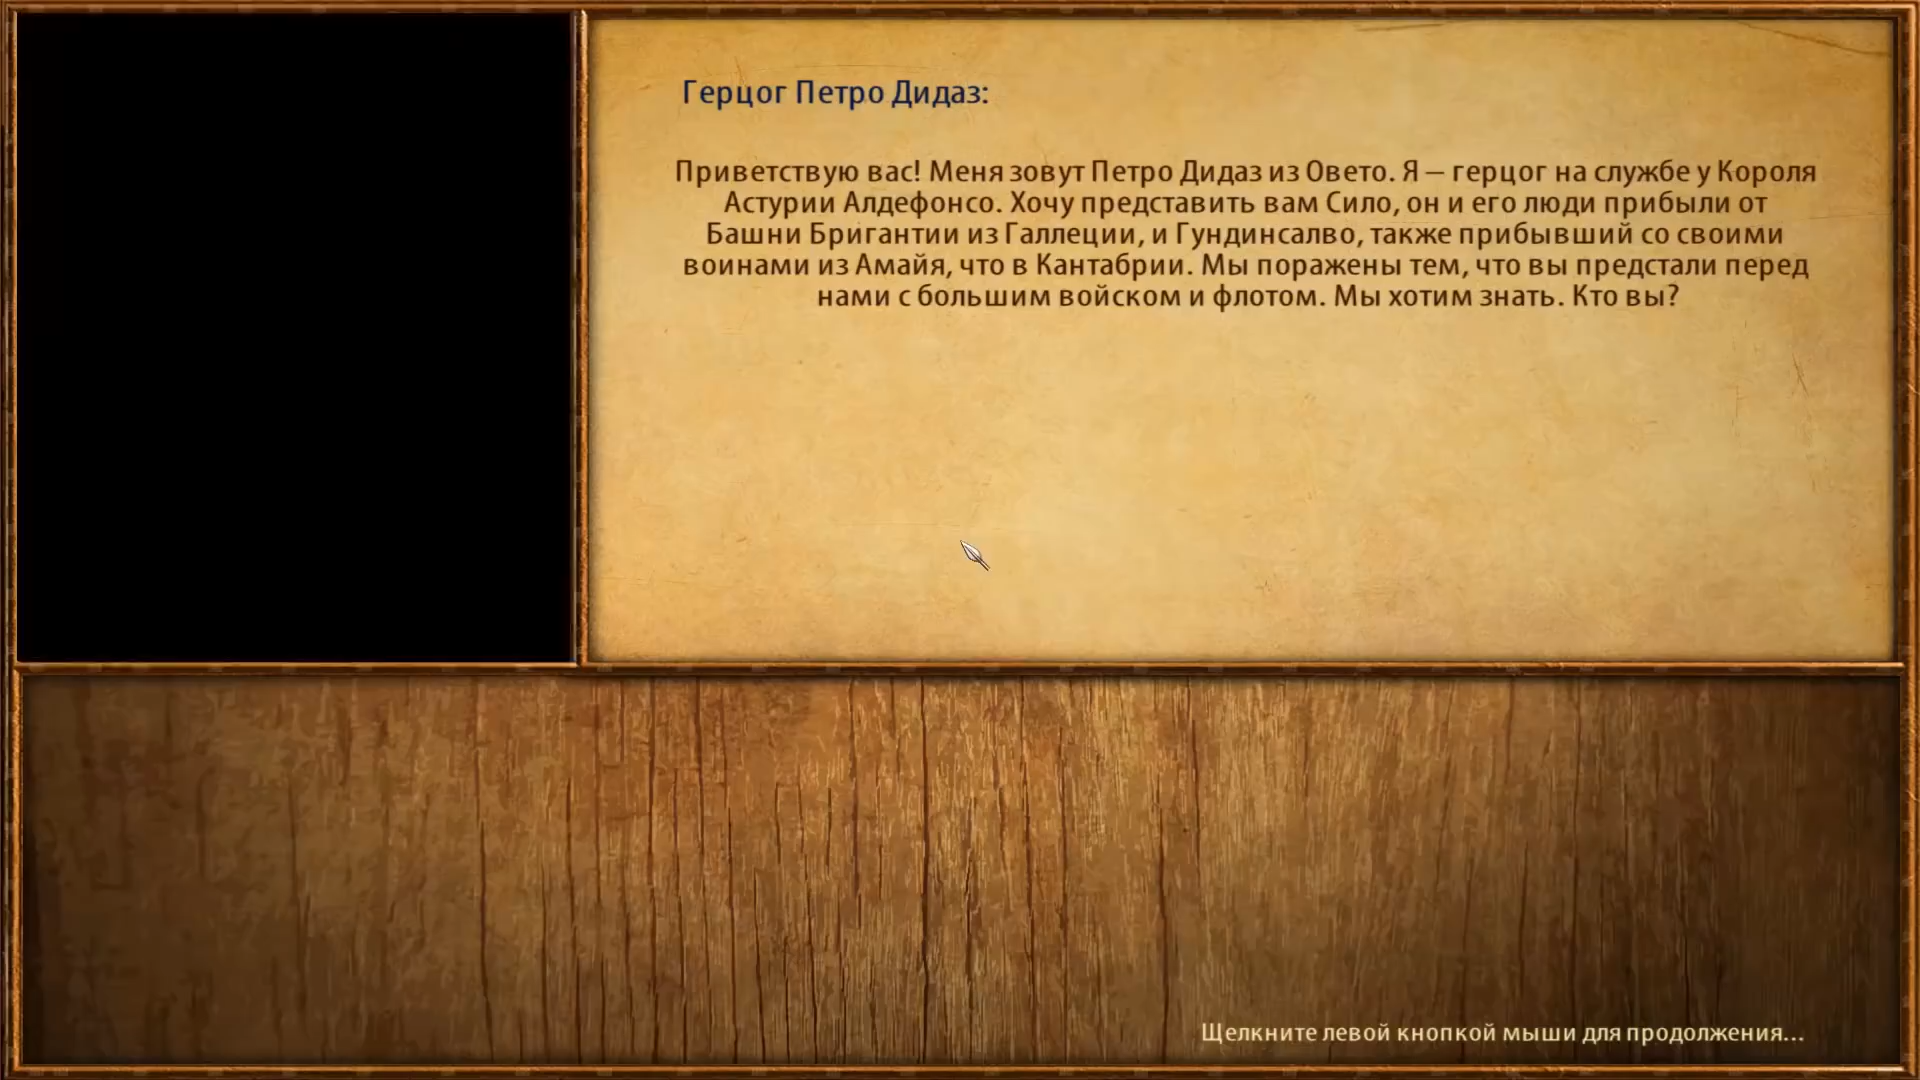 Герцог Петро Дидаз:
Приветствую вас! Меня зовут Петро Дидаз из Овето. Я — герцог на службе у Короля
Астурии Алдефонсо. Хочу представить вам Сило, он и его люди прибыли от
Башни Бригантии из Галлеции, и Гундинсалво, также прибывший со своими
воинами из Амайя, что в Кантабрии. Мы поражены тем, что вы предстали перед
нами с большим войском и флотом. Мы хотим знать. Кто вы?
Щелкните левой кнопкой мыши для продолжения...